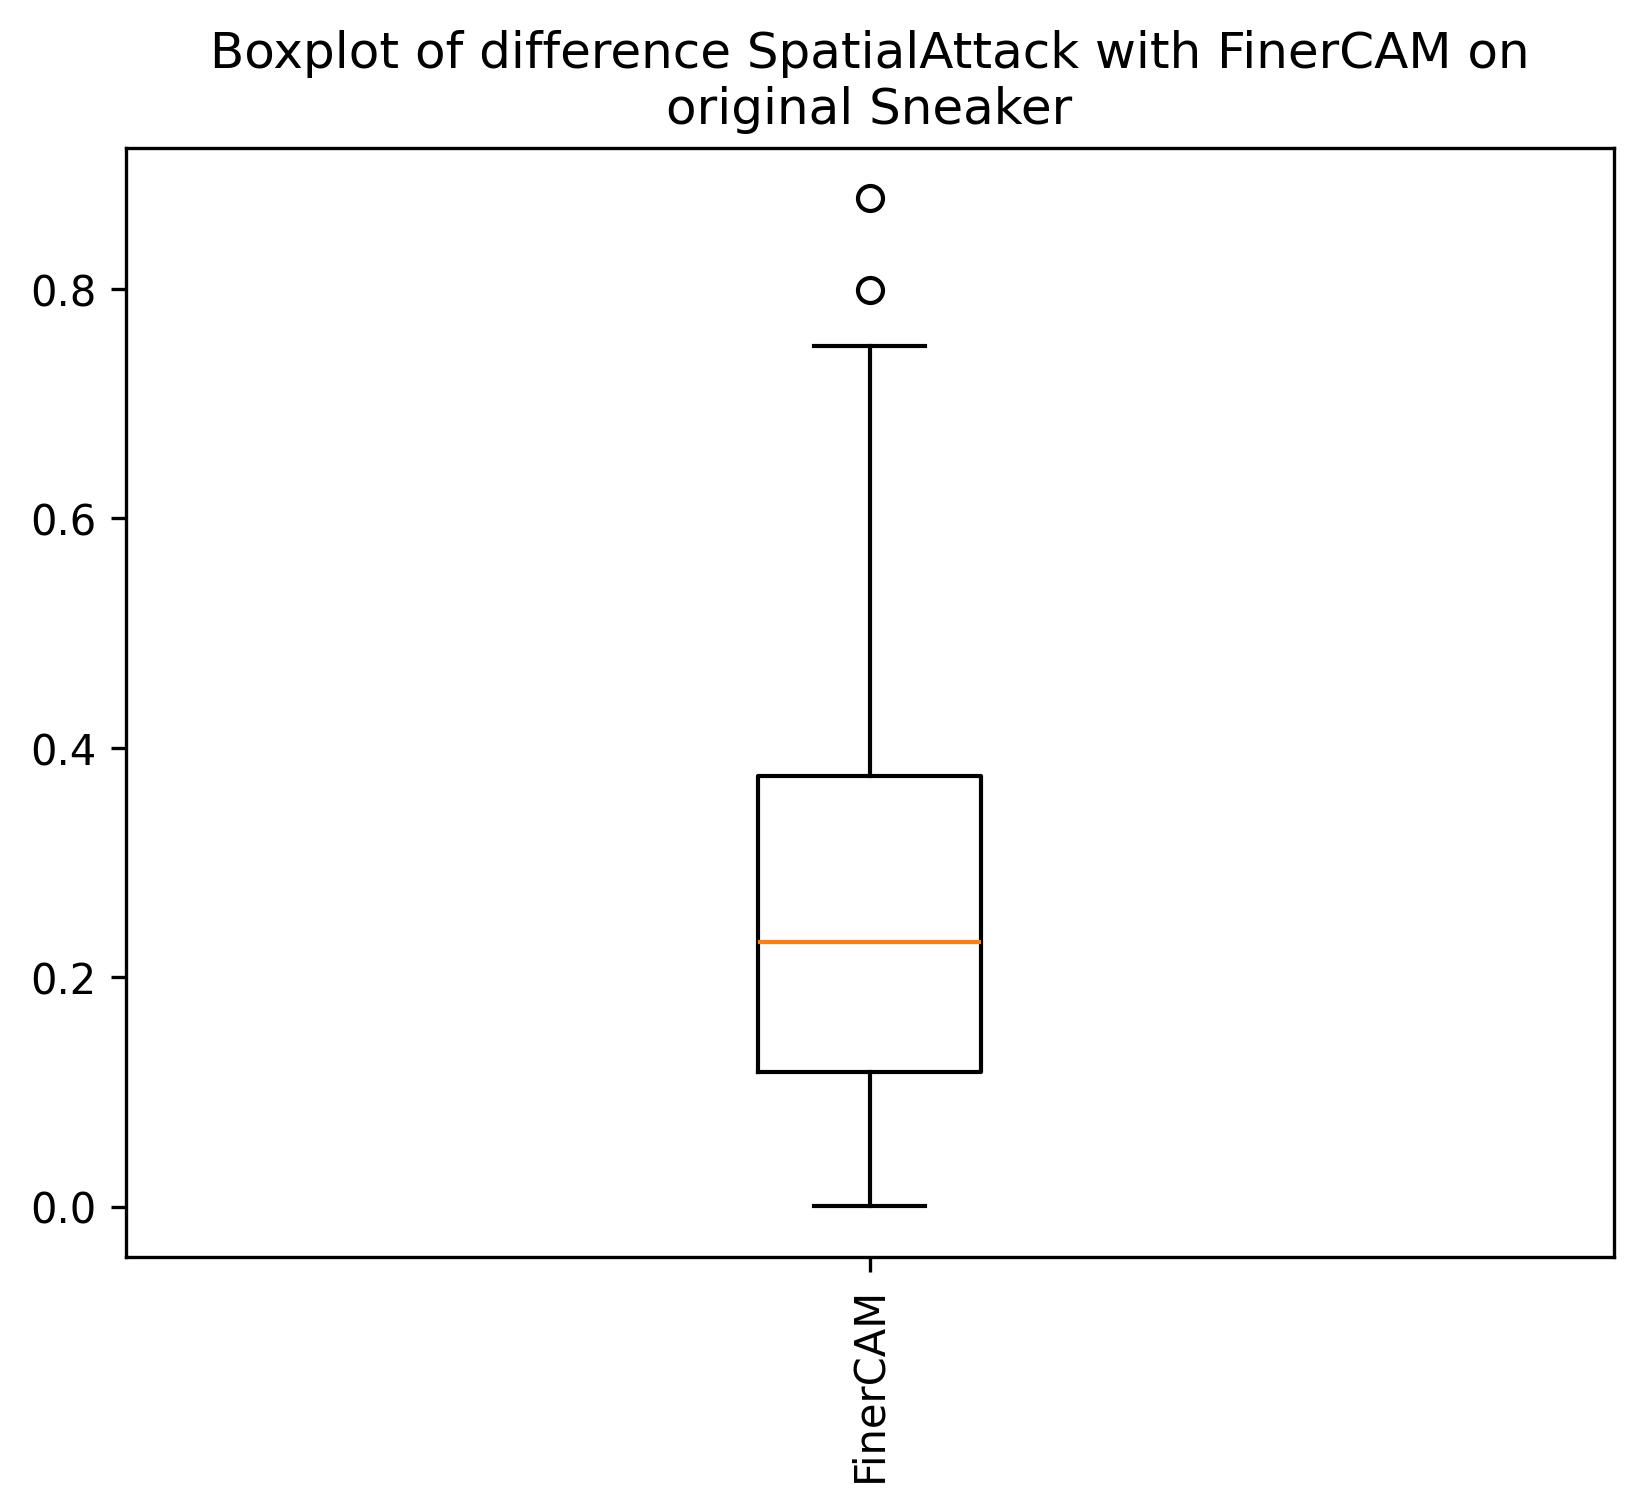 Boxplot of difference SpatialAttack with FinerCAM on
original Sneaker
0.8
0.6
0.4
0.2
0.0
FinerCAM